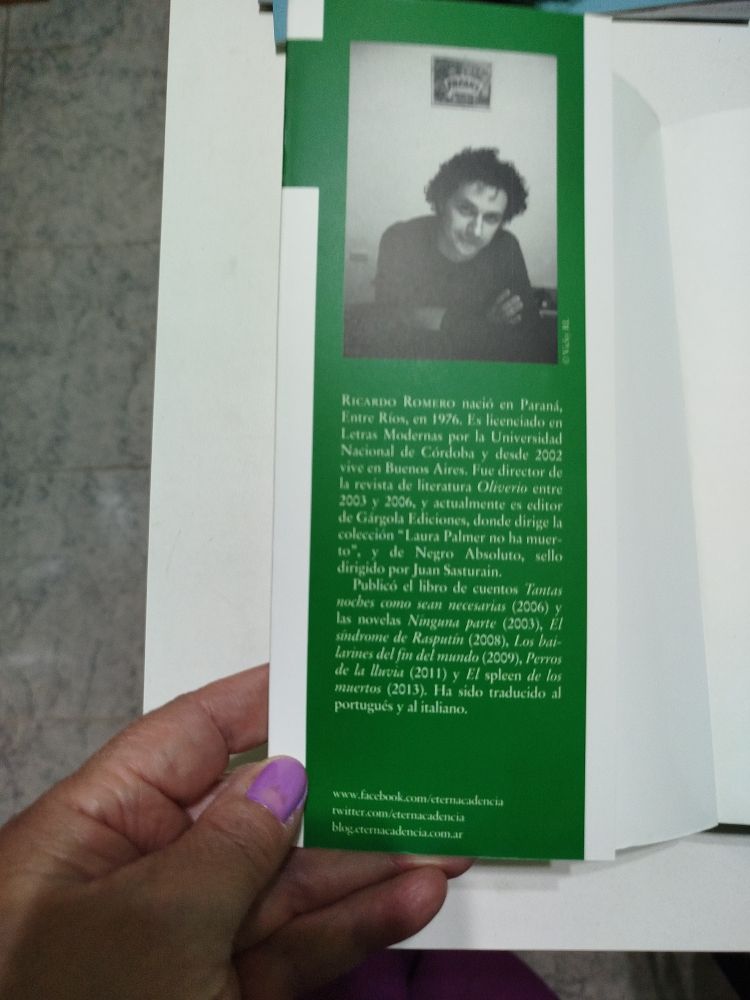 © Vicky BL
RICARDO ROMERO nació en Paraná,
Entre Ríos, en 1976. Es licenciado en
Letras Modernas por la Universidad
Nacional de Córdoba y desde 2002
vive en Buenos Aires. Fue director de
la revista de literatura Oliverio entre
2003 y 2006, y actualmente es editor
de Gárgola Ediciones, donde dirige la
colección "Laura Palmer no ha muer-
to", y de Negro Absoluto, sello
dirigido por Juan Sasturain.
Publicó el libro de cuentos Tantas
noches como sean necesarias (2006) y
las novelas Ninguna parte (2003), El
síndrome de Rasputín (2008), Los bai-
larines del fin del mundo (2009), Perros
de la lluvia (2011) y El spleen de los
muertos (2013). Ha sido traducido al
portugués y al italiano.
www.facebook.com/eternacadencia
twitter.com/eternacadencia
blog.eternacadencia.com.ar